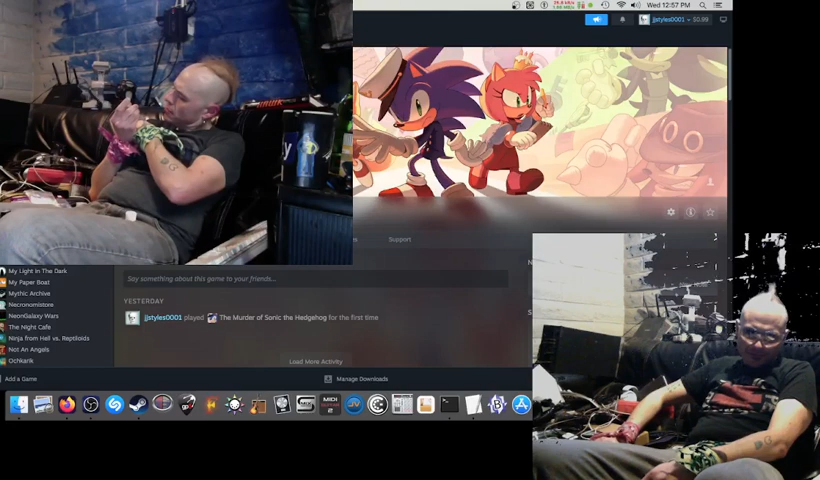 Wed 12:57 PM
jjstyles0001 $0.99
Support
My Light In The Dark
My Paper Boat
Mythic Archive
Necronomistore
NeonGalaxy Wars
The Night Cafe
Ninja from Hell vs. Reptiloids
Not An Angels
Ochkarik
Say something about this game to your friends...
YESTERDAY
jjstyles0001 played The Murder of Sonic the Hedgehog for the first time
Load More Activity
Add a Game
Manage Downloads
MIDI